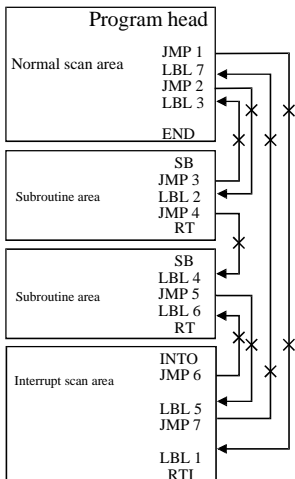 Program head
JMP 1
Normal scan area
LBL 7
JMP 2
LBL 3
END
SB
JMP 3
Subroutine area
LBL 2
JMP 4
RT
SB
LBL 4
Subroutine area
JMP 5
LBL 6
RT
INTO
Interrupt scan area
JMP 6
LBL 5
JMP 7
LBL 1
RTI